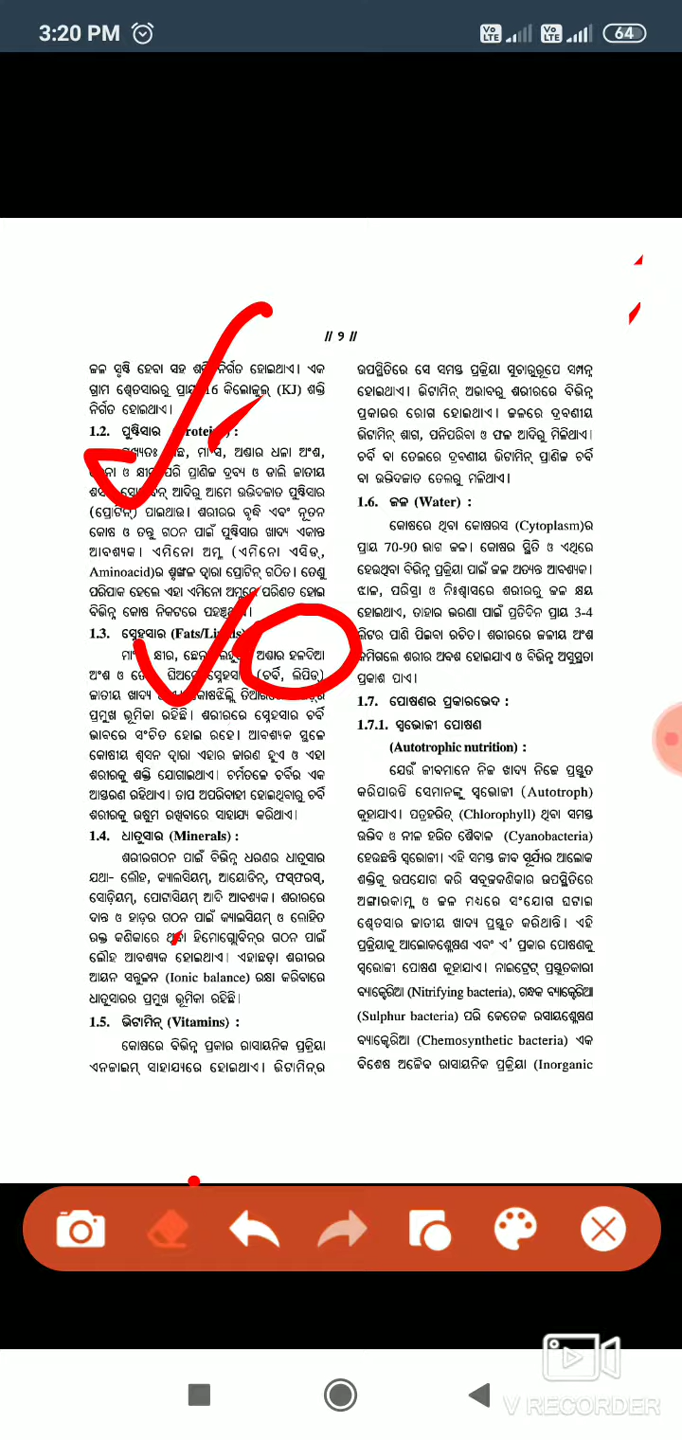 3:20 PM
Vo LTE
Vo LTE
64
// ୨ //
ଜଳ ସୃଷ୍ଟି ହେବା ସହ ଶକ୍ତି ନିର୍ଗତ ହୋଇଥାଏ। ଏକ
ଗ୍ରାମ ଶ୍ୱେତସାରରୁ ପ୍ରାୟ 16 କିଲୋଜୁଲ୍ (KJ) ଶକ୍ତି
ନିର୍ଗତ ହୋଇଥାଏ।
1.2. ପୁଷ୍ଟିସାର :
ଅଣ୍ଡାର ଧଳା ଅଂଶ,
ଓ ପରି ପ୍ରାଣିଜ ଦ୍ରବ୍ୟ ଓ ଡାଲି ଜାତୀୟ
ଆଦିରୁ ଆମେ ଉଦ୍ଭିଦଜାତ ପୁଷ୍ଟିସାର
(ପ୍ରୋଟିନ୍) ପାଇଥାଉ। ଶରୀରର ବୃଦ୍ଧି ଏବଂ ନୂତନ
କୋଷ ଓ ତନ୍ତୁ ଗଠନ ପାଇଁ ପୁଷ୍ଟିସାର ଖାଦ୍ୟ ଏକାନ୍ତ
ଆବଶ୍ୟକ। ଏମିନୋ ଅମ୍ଳ (ଏମିନୋ ଏସିଡ୍,
Aminoacid)ର ଶୃଙ୍ଖଳ ଦ୍ୱାରା ପ୍ରୋଟିନ୍ ଗଠିତ। ତେଣୁ
ପରିପାକ ହେଲେ ଏହା ଏମିନୋ ଅମ୍ଳରେ ପରିଣତ ହୋଇ
ବିଭିନ୍ନ କୋଷ ନିକଟରେ ପହଞ୍ଚିଥାଏ।
1.3. ସ୍ନେହସାର (Fats/Lipids)
କ୍ଷୀର, ଅଣ୍ଡାର ହଳଦିଆ
ଅଂଶ ଓ ସ୍ନେହସାର (ଚର୍ବି, ଲିପିଡ୍)
ଜାତୀୟ ଖାଦ୍ୟ
ପ୍ରମୁଖ ଭୂମିକା ରହିଛି। ଶରୀରରେ ସ୍ନେହସାର ଚର୍ବି
ଭାବରେ ସଂଚିତ ହୋଇ ରହେ। ଆବଶ୍ୟକ ସ୍ଥଳେ
କୋଷୀୟ ଶ୍ୱସନ ଦ୍ୱାରା ଏହାର ଜାରଣ ହୁଏ ଓ ଏହା
ଶରୀରକୁ ଶକ୍ତି ଯୋଗାଇଥାଏ। ଚର୍ମତଳେ ଚର୍ବିର ଏକ
ଆସ୍ତରଣ ରହିଥାଏ। ତାପ ଅପରିବାହୀ ହୋଇଥିବାରୁ ଚର୍ବି
ଶରୀରକୁ ଉଷୁମ ରଖିବାରେ ସାହାଯ୍ୟ କରିଥାଏ।
1.4. ଧାତୁସାର (Minerals) :
ଶରୀରଗଠନ ପାଇଁ ବିଭିନ୍ନ ଧରଣର ଧାତୁସାର
ଯଥା- ଲୌହ, କ୍ୟାଲସିୟମ୍, ଆୟୋଡିନ୍, ଫସ୍‌ଫରସ୍,
ସୋଡ଼ିୟମ୍, ପୋଟାସିୟମ୍ ଆଦି ଆବଶ୍ୟକ। ଶରୀରରେ
ଦାନ୍ତ ଓ ହାଡ଼ର ଗଠନ ପାଇଁ କ୍ୟାଲସିୟମ୍ ଓ ଲୋହିତ
ରକ୍ତ କଣିକାରେ ଥିବା ହିମୋଗ୍ଲୋବିନ୍‌ର ଗଠନ ପାଇଁ
ଲୌହ ଆବଶ୍ୟକ ହୋଇଥାଏ। ଏହାଛଡ଼ା ଶରୀରର
ଆୟନ ସନ୍ତୁଳନ (Ionic balance) ରକ୍ଷା କରିବାରେ
ଧାତୁସାରର ପ୍ରମୁଖ ଭୂମିକା ରହିଛି।
1.5. ଭିଟାମିନ୍ (Vitamins) :
କୋଷରେ ବିଭିନ୍ନ ପ୍ରକାର ରାସାୟନିକ ପ୍ରକ୍ରିୟା
ଏନଜାଇମ୍ ସାହାଯ୍ୟରେ ହୋଇଥାଏ। ଭିଟାମିନ୍‌ର
ଉପସ୍ଥିତିରେ ସେ ସମସ୍ତ ପ୍ରକ୍ରିୟା ସୁଚାରୁରୂପେ ସମ୍ପନ୍ନ
ହୋଇଥାଏ। ଭିଟାମିନ୍ ଅଭାବରୁ ଶରୀରରେ ବିଭିନ୍ନ
ପ୍ରକାରର ରୋଗ ହୋଇଥାଏ। ଜଳରେ ଦ୍ରବଣୀୟ
ଭିଟାମିନ୍ ଶାଗ, ପନିପରିବା ଓ ଫଳ ଆଦିରୁ ମିଳିଥାଏ।
ଚର୍ବି ବା ତେଲରେ ଦ୍ରବଣୀୟ ଭିଟାମିନ୍ ପ୍ରାଣିଜ ଚର୍ବି
ବା ଉଦ୍ଭିଦଜାତ ତେଲରୁ ମଳିଥାଏ।
1.6. ଜଳ (Water) :
କୋଷରେ ଥିବା କୋଷରସ (Cytoplasm)ର
ପ୍ରାୟ 70-90 ଭାଗ ଜଳ। କୋଷର ସ୍ଥିତି ଓ ଏଥିରେ
ହେଉଥିବା ବିଭିନ୍ନ ପ୍ରକ୍ରିୟା ପାଇଁ ଜଳ ଅତ୍ୟନ୍ତ ଆବଶ୍ୟକ।
ଝାଳ, ପରିସ୍ରା ଓ ନିଃଶ୍ୱାସରେ ଶରୀରରୁ ଜଳ କ୍ଷୟ
ହୋଇଥାଏ, ତାହାର ଭରଣା ପାଇଁ ପ୍ରତିଦିନ ପ୍ରାୟ 3-4
ଲିଟର ପାଣି ପିଇବା ଉଚିତ। ଶରୀରରେ ଜଳୀୟ ଅଂଶ
କମିଗଲେ ଶରୀର ଅବଶ ହୋଇଯାଏ ଓ ବିଭିନ୍ନ ଅସୁସ୍ଥତା
ପ୍ରକାଶ ପାଏ।
1.7. ପୋଷଣର ପ୍ରକାରଭେଦ :
1.7.1. ସ୍ୱଭୋଜୀ ପୋଷଣ
(Autotrophic nutrition) :
ଯେଉଁ ଜୀବମାନେ ନିଜ ଖାଦ୍ୟ ନିଜେ ପ୍ରସ୍ତୁତ
କରିପାରନ୍ତି ସେମାନଙ୍କୁ ସ୍ୱଭୋଜୀ (Autotroph)
କୁହାଯାଏ। ପତ୍ରହରିତ୍ (Chlorophyll) ଥିବା ସମସ୍ତ
ଉଦ୍ଭିଦ ଓ ନୀଳ ହରିତ ଶୈବାଳ (Cyanobacteria)
ହେଉଛନ୍ତି ସ୍ୱଭୋଜୀ। ଏହି ସମସ୍ତ ଜୀବ ସୂର୍ଯ୍ୟର ଆଲୋକ
ଶକ୍ତିକୁ ଉପଯୋଗ କରି ସବୁଜକଣିକାର ଉପସ୍ଥିତିରେ
ଅଙ୍ଗାରକାମ୍ଳ ଓ ଜଳ ମଧ୍ୟରେ ସଂଯୋଗ ଘଟାଇ
ଶ୍ୱେତସାର ଜାତୀୟ ଖାଦ୍ୟ ପ୍ରସ୍ତୁତ କରିଥାନ୍ତି। ଏହି
ପ୍ରକ୍ରିୟାକୁ ଆଲୋକଶ୍ଳେଷଣ ଏବଂ ଏ' ପ୍ରକାର ପୋଷଣକୁ
ସ୍ୱଭୋଜୀ ପୋଷଣ କୁହାଯାଏ। ନାଇଟ୍ରେଟ୍ ପ୍ରସ୍ତୁତକାରୀ
ବ୍ୟାକ୍ଟେରିଆ (Nitrifying bacteria), ଗନ୍ଧକ ବ୍ୟାକ୍ଟେରିଆ
(Sulphur bacteria) ପରି କେତେକ ରସାୟଶ୍ଳେଷଣ
ବ୍ୟାକ୍ଟେରିଆ (Chemosynthetic bacteria) ଏକ
ବିଶେଷ ଅଜୈବ ରାସାୟନିକ ପ୍ରକ୍ରିୟା (Inorganic
V RECORDER